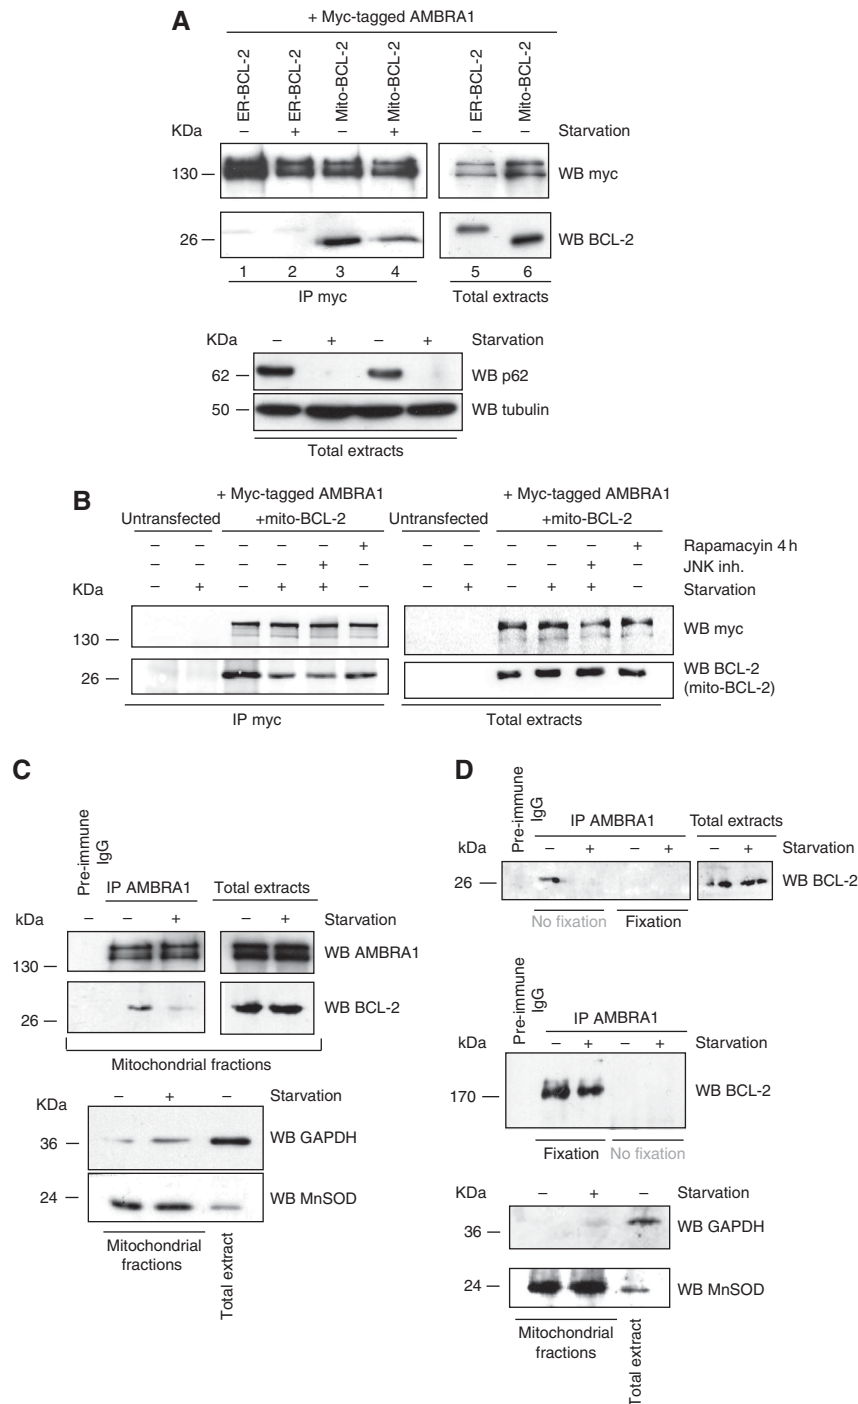 A
+ Myc-tagged AMBRA1
ER-BCL-2
ER-BCL-2
Mito-BCL-2
Mito-BCL-2
ER-BCL-2
Mito-BCL-2
KDa – + – + – – Starvation
130 WB myc
26 WB BCL-2
1 2 3 4 5 6
IP myc Total extracts
KDa – + – + Starvation
62 WB p62
50 WB tubulin
Total extracts
B
+ Myc-tagged AMBRA1 + Myc-tagged AMBRA1
Untransfected +mito-BCL-2 Untransfected +mito-BCL-2
– – – – – + – – – – – + Rapamacyin 4 h
– – – – + – – – – – + – JNK inh.
KDa – + – + + – – + – + + – Starvation
130 WB myc
26 WB BCL-2
(mito-BCL-2)
IP myc Total extracts
C
Pre-immune
IgG
IP AMBRA1 Total extracts
kDa – – + – + Starvation
130 WB AMBRA1
26 WB BCL-2
Mitochondrial fractions
KDa – + – Starvation
36 WB GAPDH
24 WB MnSOD
Mitochondrial
fractions
Total extract
D
Pre-immune
IgG
IP AMBRA1 Total extracts
kDa – + – + – + Starvation
26 WB BCL-2
No fixation Fixation
Pre-immune
IgG
IP AMBRA1
kDa – + – + Starvation
170 WB BCL-2
Fixation No fixation
KDa – + – Starvation
36 WB GAPDH
24 WB MnSOD
Mitochondrial
fractions
Total extract